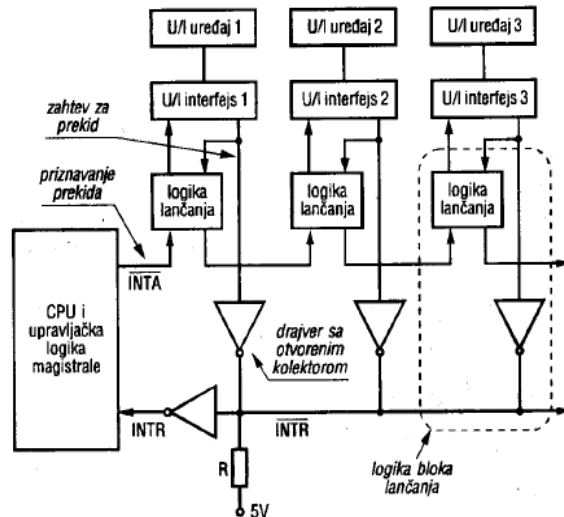 U/I uređaj 1
U/I uređaj 2
U/I uređaj 3
U/I interfejs 1
U/I interfejs 2
U/I interfejs 3
zahtev za
prekid
priznavanje
prekida
logika
lančanja
logika
lančanja
logika
lančanja
INTA
CPU i
upravljačka
logika
magistrale
drajver sa
otvorenim
kolektorom
INTR
INTR
R
5V
logika bloka
lančanja